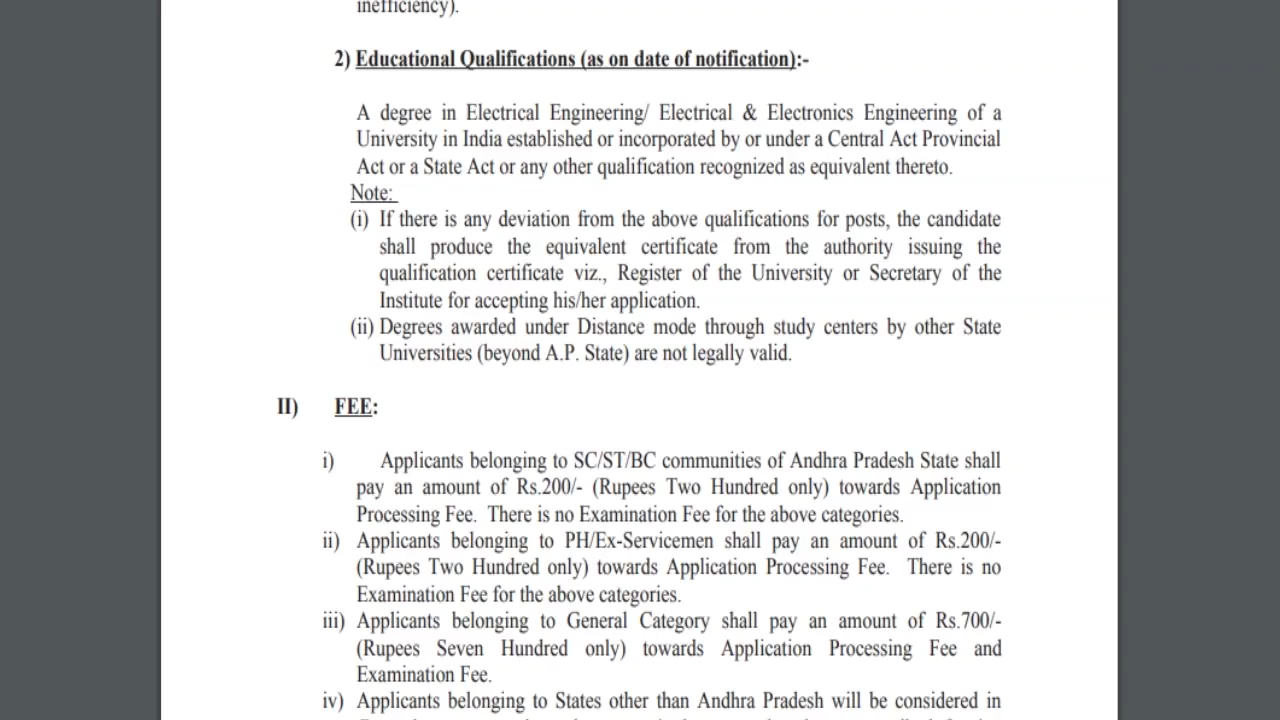 inefficiency).
2) Educational Qualifications (as on date of notification):-
A degree in Electrical Engineering/ Electrical & Electronics Engineering of a
University in India established or incorporated by or under a Central Act Provincial
Act or a State Act or any other qualification recognized as equivalent thereto.
Note:
(i) If there is any deviation from the above qualifications for posts, the candidate
shall produce the equivalent certificate from the authority issuing the
qualification certificate viz., Register of the University or Secretary of the
Institute for accepting his/her application.
(ii) Degrees awarded under Distance mode through study centers by other State
Universities (beyond A.P. State) are not legally valid.
II) FEE:
i) Applicants belonging to SC/ST/BC communities of Andhra Pradesh State shall
pay an amount of Rs.200/- (Rupees Two Hundred only) towards Application
Processing Fee. There is no Examination Fee for the above categories.
ii) Applicants belonging to PH/Ex-Servicemen shall pay an amount of Rs.200/-
(Rupees Two Hundred only) towards Application Processing Fee. There is no
Examination Fee for the above categories.
iii) Applicants belonging to General Category shall pay an amount of Rs.700/-
(Rupees Seven Hundred only) towards Application Processing Fee and
Examination Fee.
iv) Applicants belonging to States other than Andhra Pradesh will be considered in